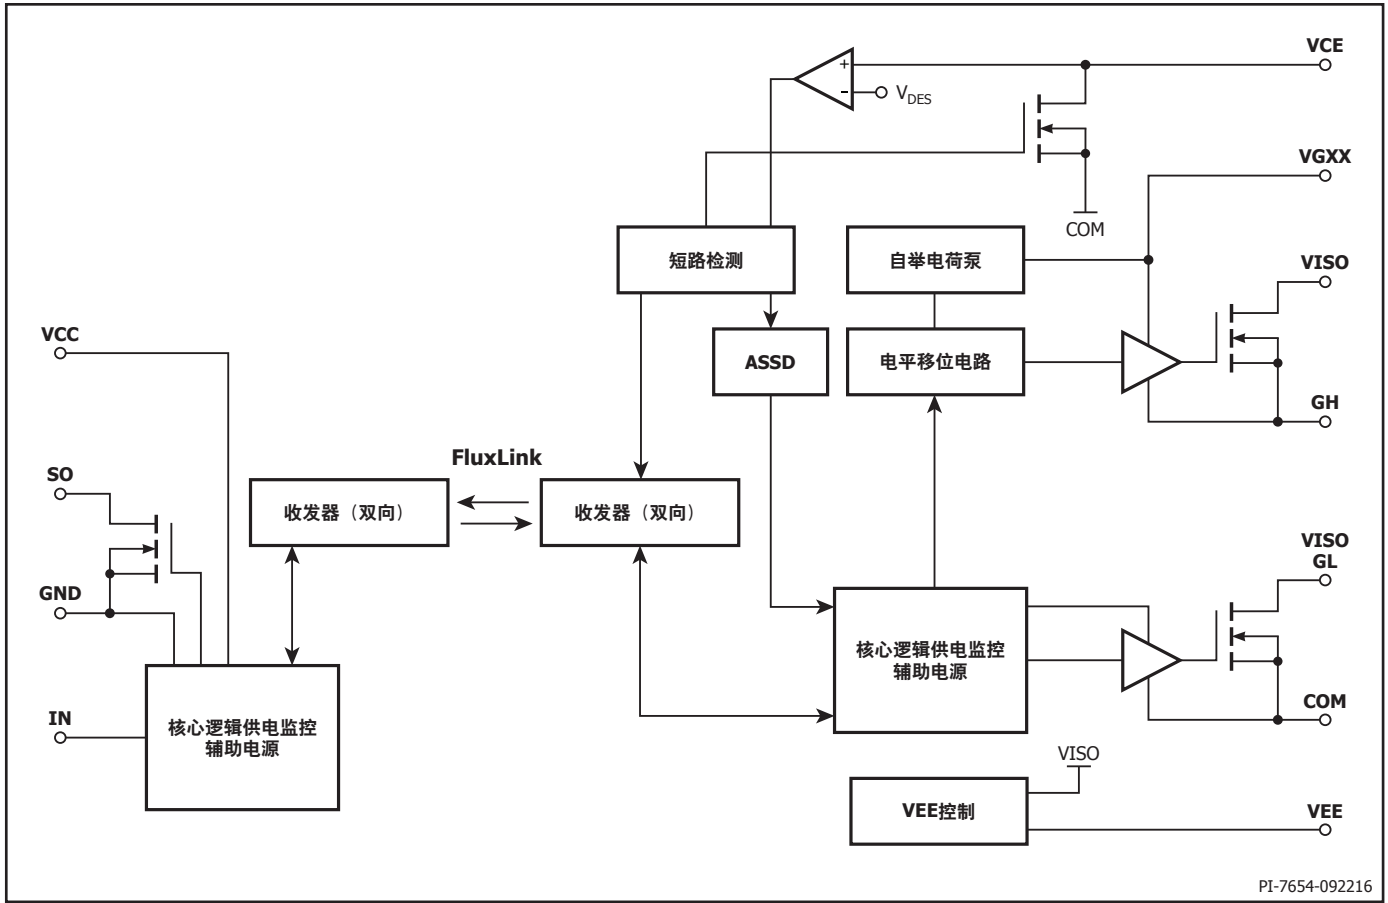 VCE
+
-
VDES
VGXX
COM
短路检测
自举电荷泵
VISO
VCC
ASSD
电平移位电路
GH
FluxLink
SO
收发器（双向）
收发器（双向）
VISO
GL
GND
核心逻辑供电监控
辅助电源
COM
IN
核心逻辑供电监控
辅助电源
VISO
VEE控制
VEE
PI-7654-092216